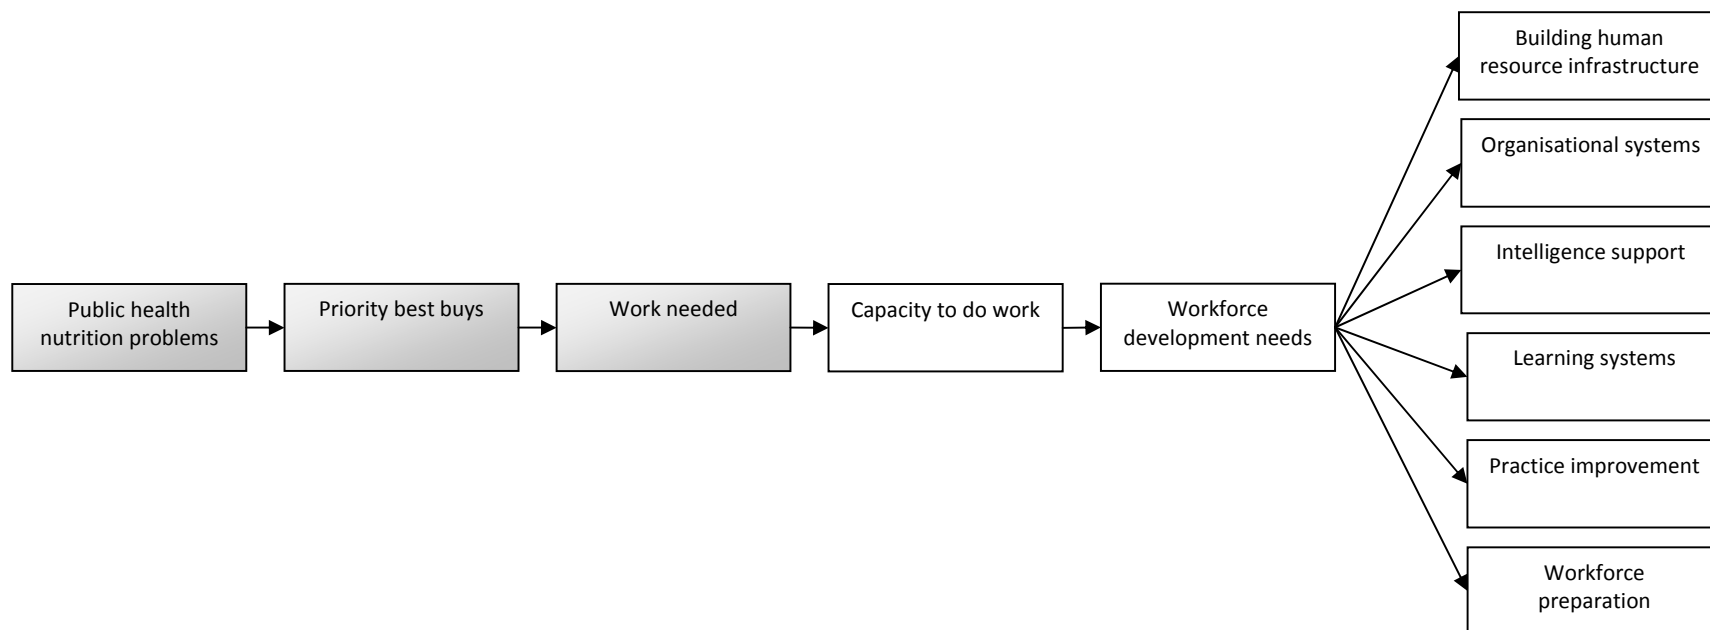 Public health
nutrition problems
Priority best buys
Work needed
Capacity to do work
Workforce
development needs
Building human
resource infrastructure
Organisational systems
Intelligence support
Learning systems
Practice improvement
Workforce
preparation